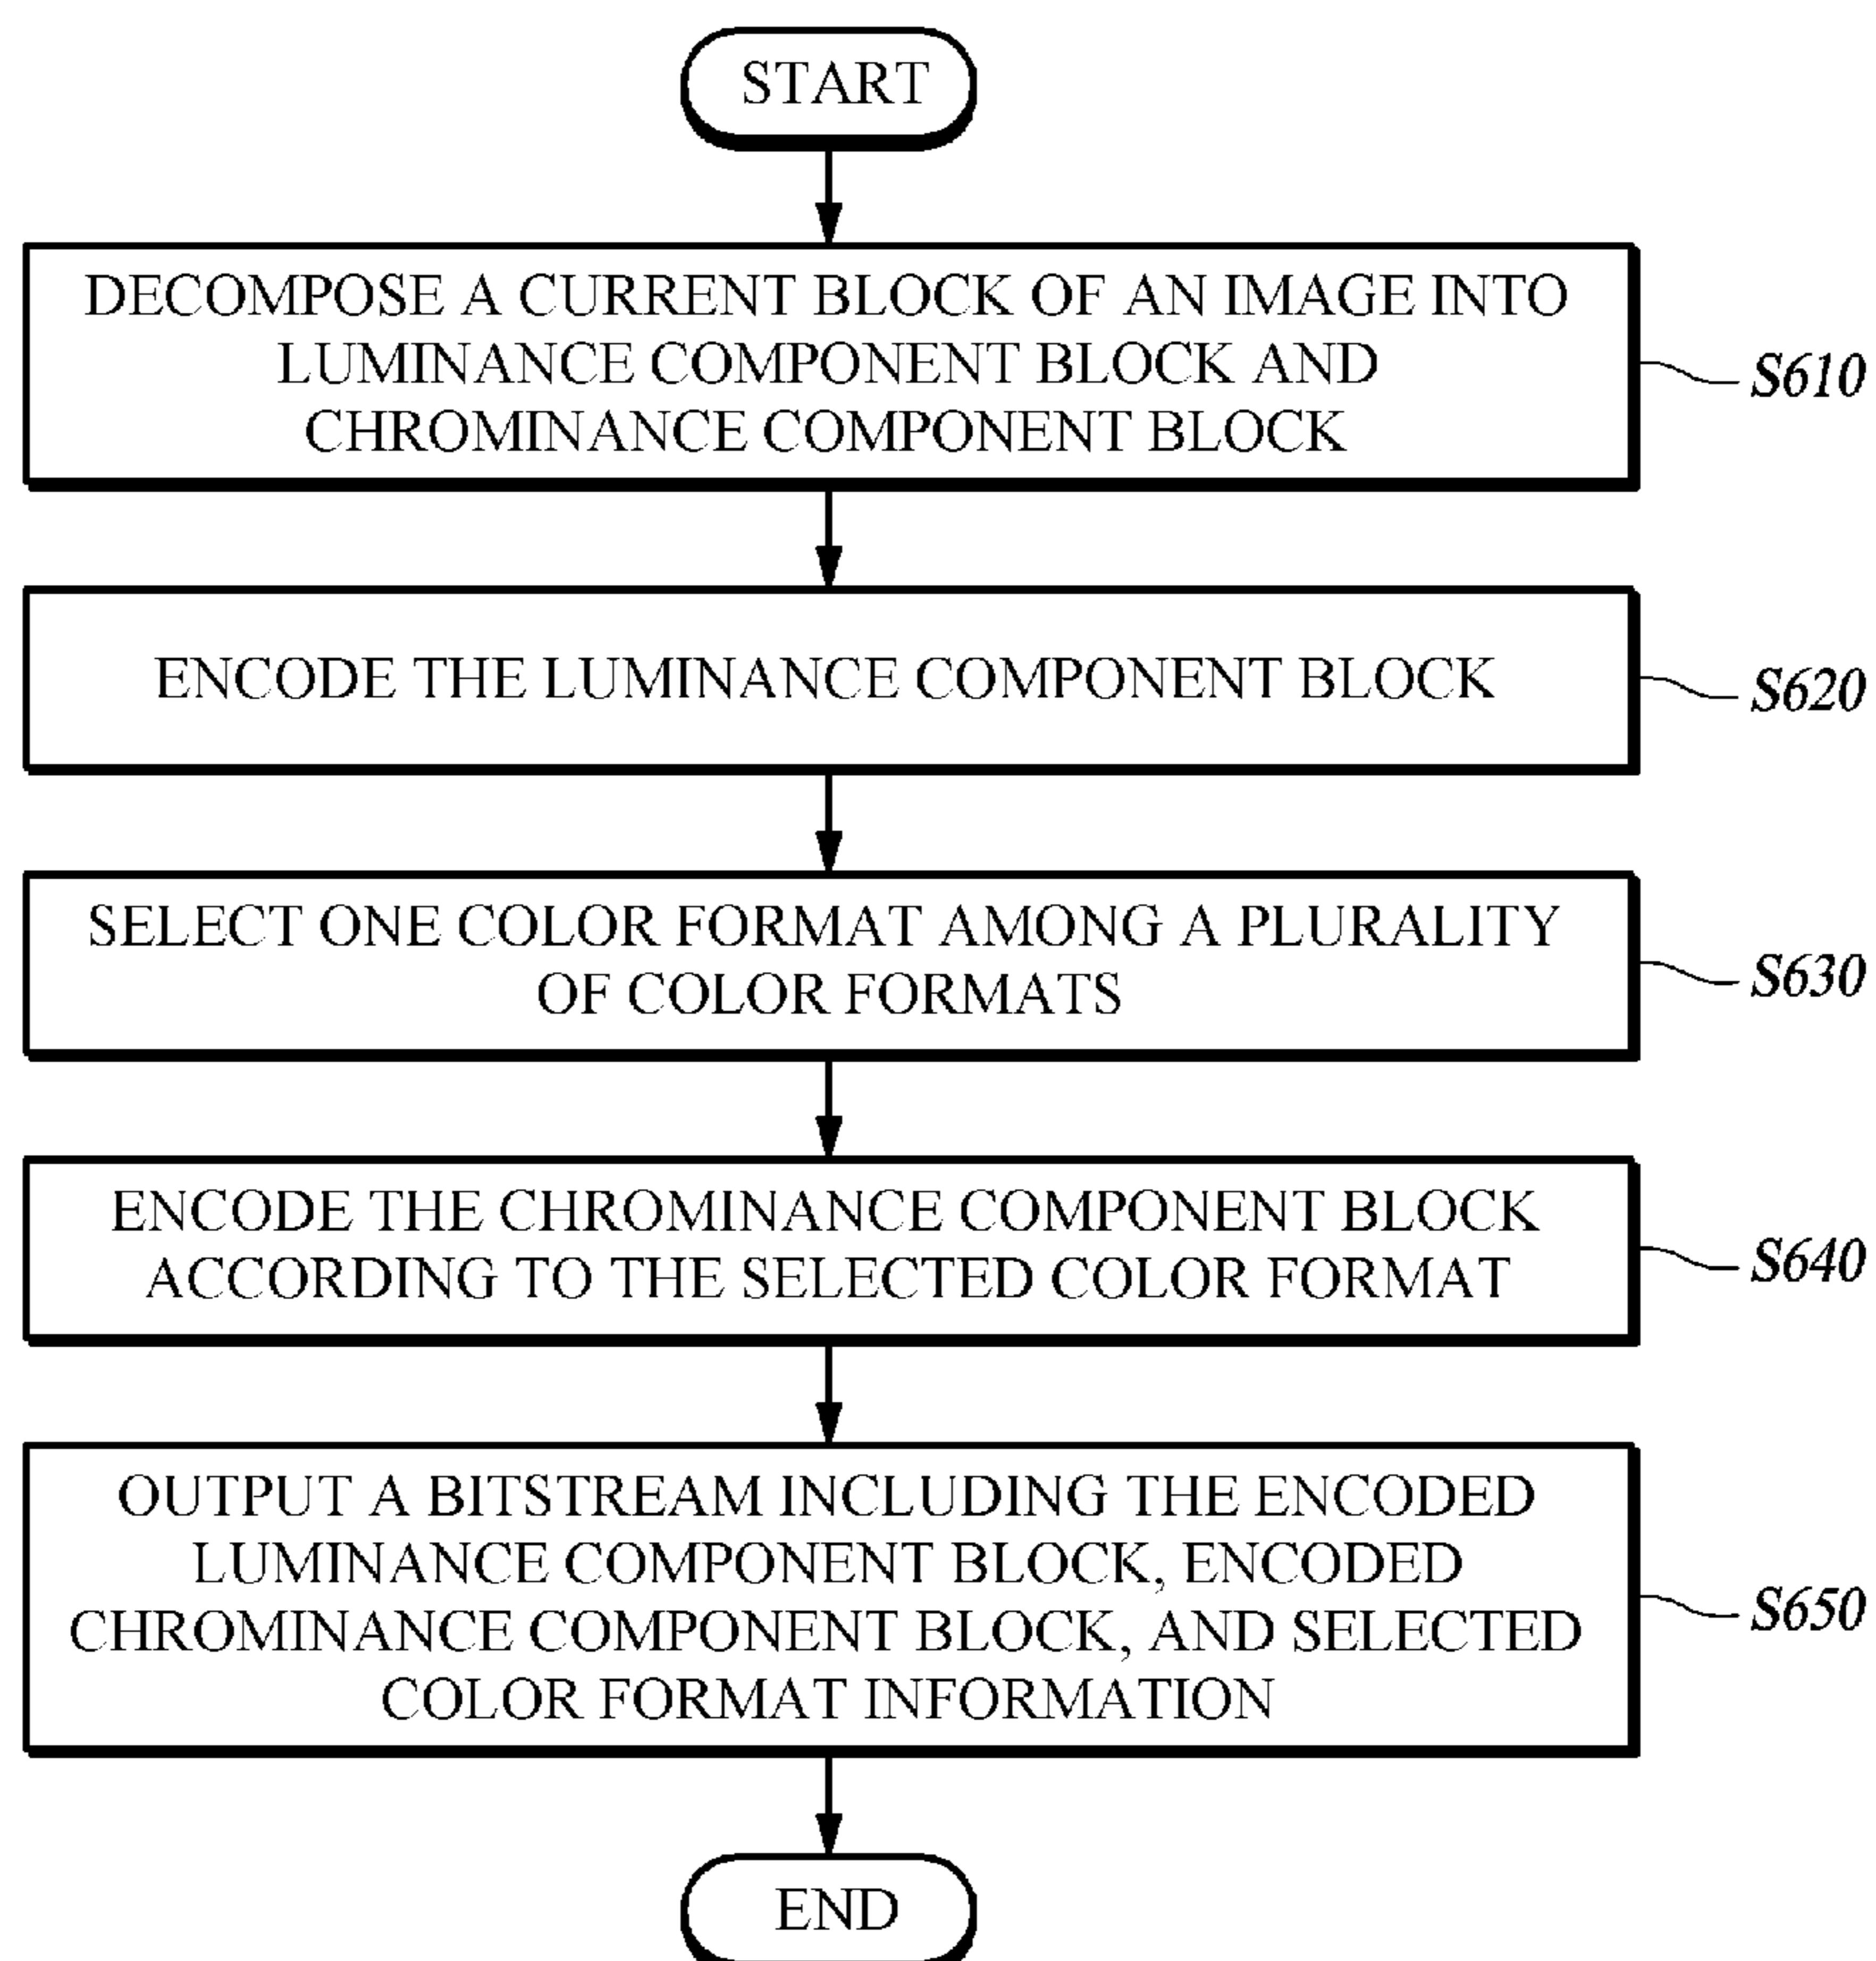 START
DECOMPOSE A CURRENT BLOCK OF AN IMAGE INTO
LUMINANCE COMPONENT BLOCK AND
CHROMINANCE COMPONENT BLOCK
S610
ENCODE THE LUMINANCE COMPONENT BLOCK
S620
SELECT ONE COLOR FORMAT AMONG A PLURALITY
OF COLOR FORMATS
S630
ENCODE THE CHROMINANCE COMPONENT BLOCK
ACCORDING TO THE SELECTED COLOR FORMAT
S640
OUTPUT A BITSTREAM INCLUDING THE ENCODED
LUMINANCE COMPONENT BLOCK, ENCODED
CHROMINANCE COMPONENT BLOCK, AND SELECTED
COLOR FORMAT INFORMATION
S650
END